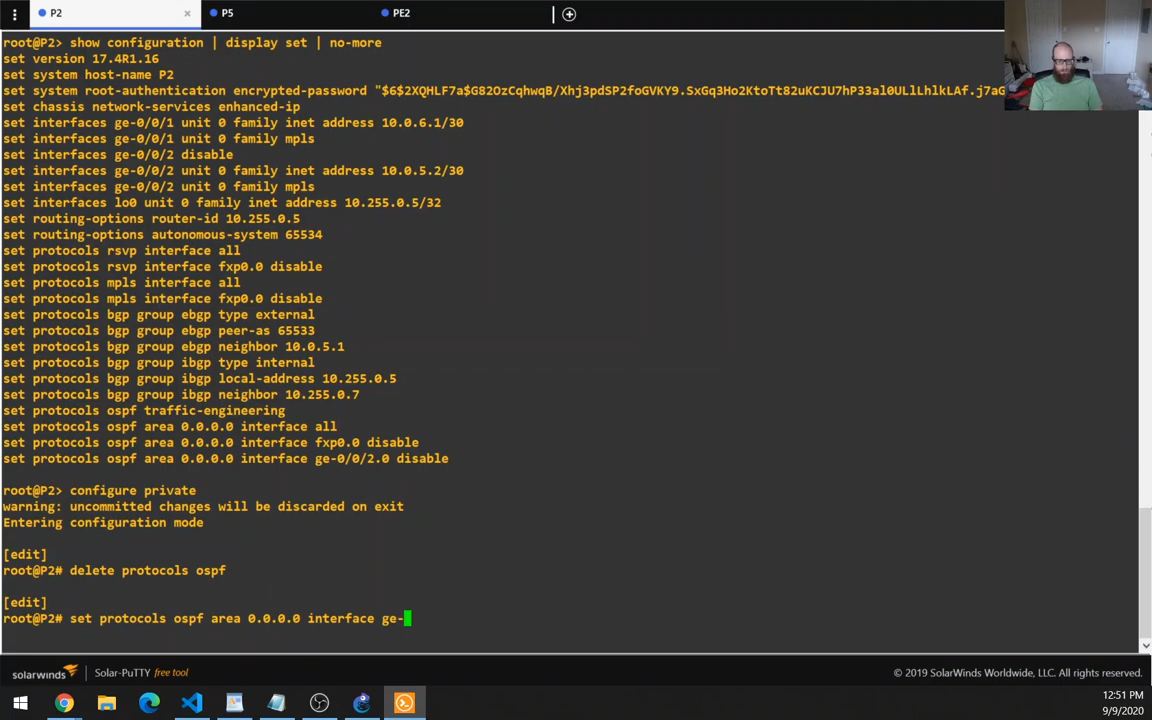 P2
P5
PE2
root@P2> show configuration | display set | no-more
set version 17.4R1.16
set system host-name P2
set system root-authentication encrypted-password
set chassis network-services enhanced-ip
set interfaces ge-0/0/1 unit 0 family inet address 10.0.6.1/30
set interfaces ge-0/0/1 unit 0 family mpls
set interfaces ge-0/0/2 disable
set interfaces ge-0/0/2 unit 0 family inet address 10.0.5.2/30
set interfaces ge-0/0/2 unit 0 family mpls
set interfaces lo0 unit 0 family inet address 10.255.0.5/32
set routing-options router-id 10.255.0.5
set routing-options autonomous-system 65534
set protocols rsvp interface all
set protocols rsvp interface fxp0.0 disable
set protocols mpls interface all
set protocols mpls interface fxp0.0 disable
set protocols bgp group ebgp type external
set protocols bgp group ebgp peer-as 65533
set protocols bgp group ebgp neighbor 10.0.5.1
set protocols bgp group ibgp type internal
set protocols bgp group ibgp local-address 10.255.0.5
set protocols bgp group ibgp neighbor 10.255.0.7
set protocols ospf traffic-engineering
set protocols ospf area 0.0.0.0 interface all
set protocols ospf area 0.0.0.0 interface fxp0.0 disable
set protocols ospf area 0.0.0.0 interface ge-0/0/2.0 disable
root@P2> configure private
warning: uncommitted changes will be discarded on exit
Entering configuration mode
[edit]
root@P2# delete protocols ospf
[edit]
root@P2# set protocols ospf area 0.0.0.0 interface ge-
solarwinds Solar-PuTTY free tool
© 2019 SolarWinds Worldwide, LLC. All rights reserved.
12:51 PM
9/9/2020